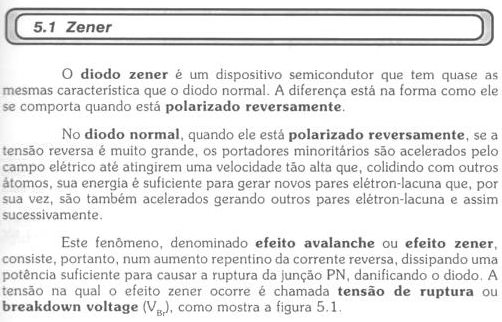 5.1 Zener
O diodo zener é um dispositivo semicondutor que tem quase as
mesmas característica que o diodo normal. A diferença está na forma como ele
se comporta quando está polarizado reversamente.
No diodo normal, quando ele está polarizado reversamente, se a
tensão reversa é muito grande, os portadores minoritários são acelerados pelo
campo elétrico até atingirem uma velocidade tão alta que, colidindo com outros
átomos, sua energia é suficiente para gerar novos pares elétron-lacuna que, por
sua vez, são também acelerados gerando outros pares elétron-lacuna e assim
sucessivamente.
Este fenômeno, denominado efeito avalanche ou efeito zener,
consiste, portanto, num aumento repentino da corrente reversa, dissipando uma
potência suficiente para causar a ruptura da junção PN, danificando o diodo. A
tensão na qual o efeito zener ocorre é chamada tensão de ruptura ou
breakdown voltage (VBr), como mostra a figura 5.1.